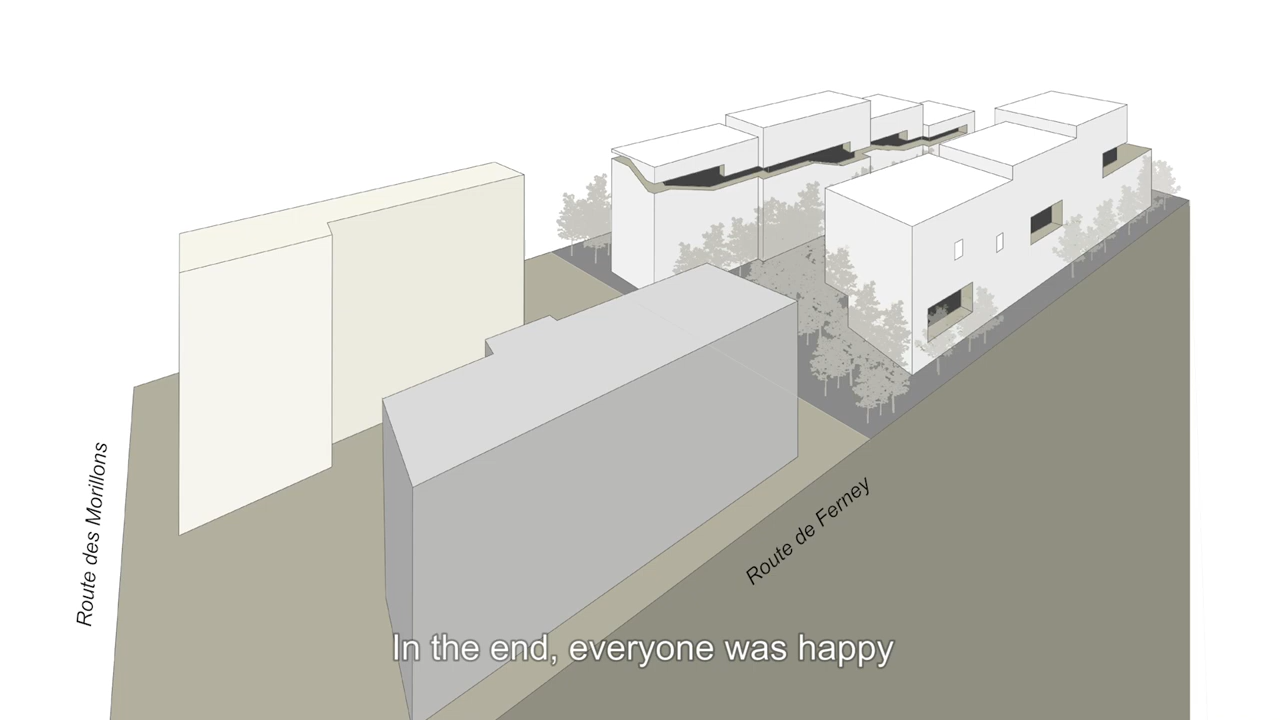 Route des Morillons
Route de Ferney
In the end, everyone was happy